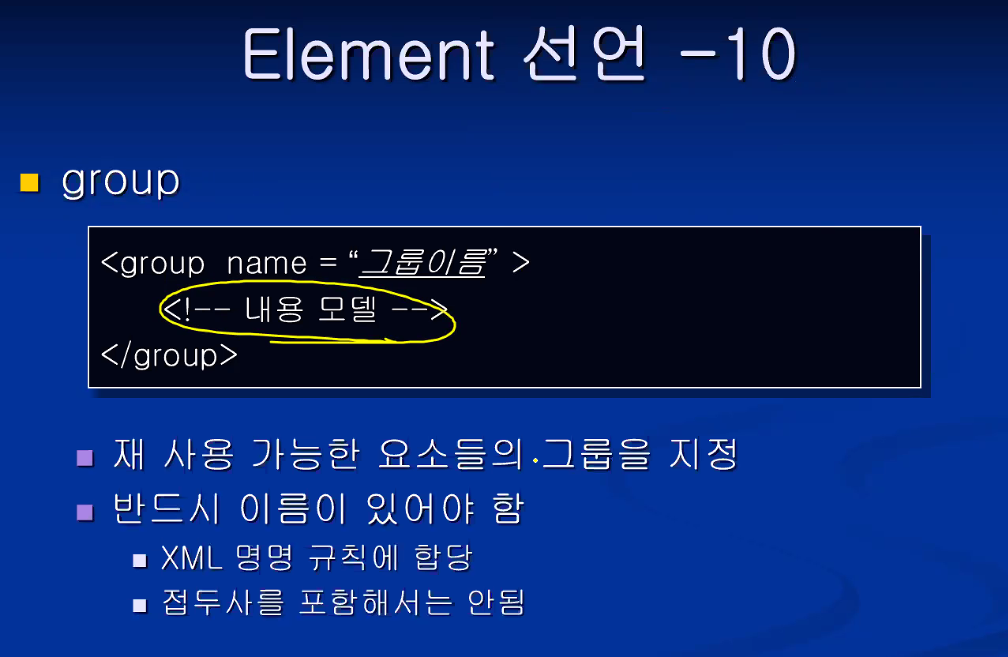 Element 선언 -10
group
<group name = “그룹이름” >
<!-- 내용 모델 -->
</group>
재 사용 가능한 요소들의 그룹을 지정
반드시 이름이 있어야 함
XML 명명 규칙에 합당
접두사를 포함해서는 안됨